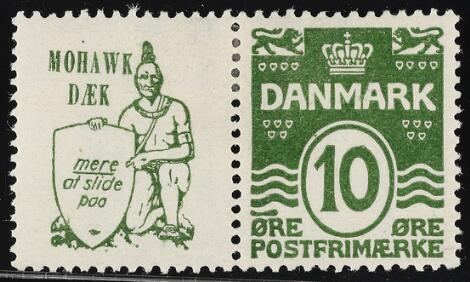 MOHAWK
DÆK
mere
at slide
paa
DANMARK
10
ØRE ØRE
POSTFRIMÆRKE